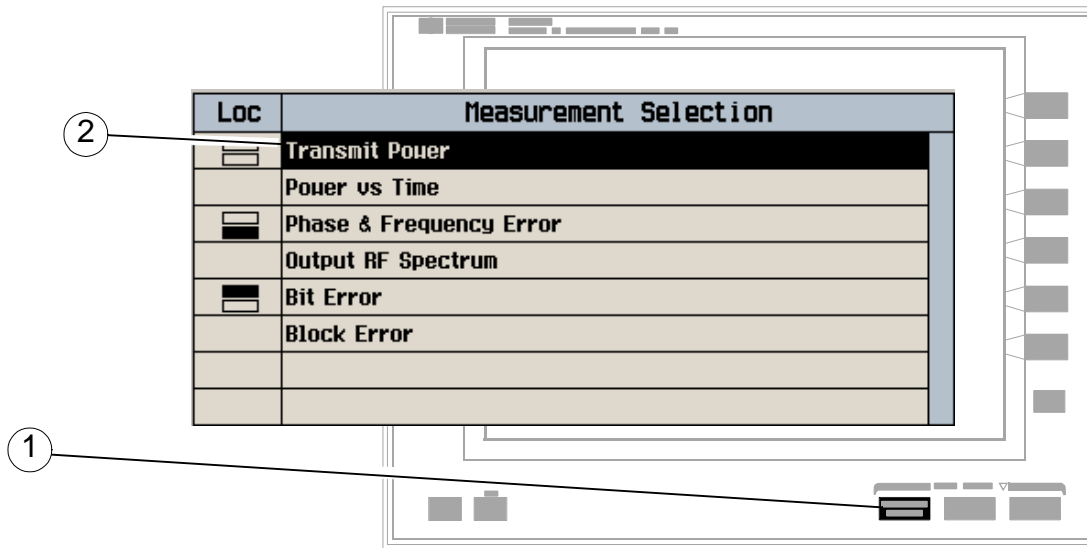 Loc Measurement Selection
2
Transmit Power
Power vs Time
Phase & Frequency Error
Output RF Spectrum
Bit Error
Block Error
1